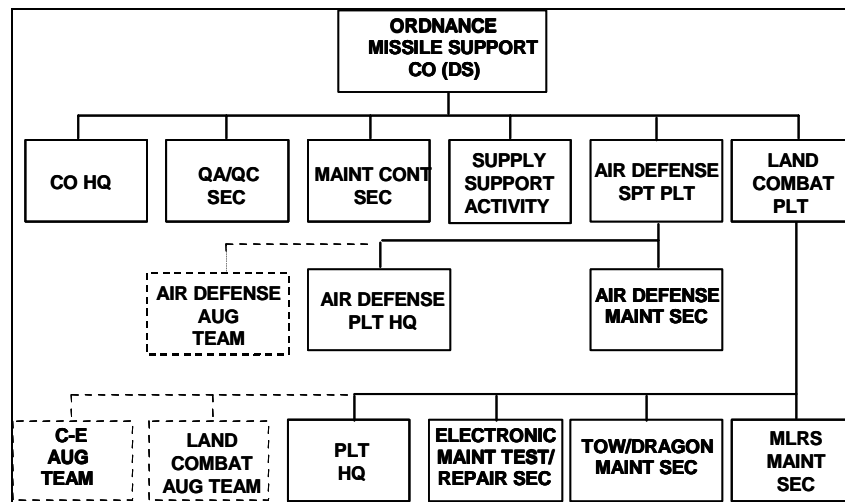 ORDNANCE
MISSILE SUPPORT
CO (DS)
CO HQ
QA/QC
SEC
MAINT CONT
SEC
SUPPLY
SUPPORT
ACTIVITY
AIR DEFENSE
SPT PLT
LAND
COMBAT
PLT
AIR DEFENSE
AUG
TEAM
AIR DEFENSE
PLT HQ
AIR DEFENSE
MAINT SEC
C-E
AUG
TEAM
LAND
COMBAT
AUG TEAM
PLT
HQ
ELECTRONIC
MAINT TEST/
REPAIR SEC
TOW/DRAGON
MAINT SEC
MLRS
MAINT
SEC